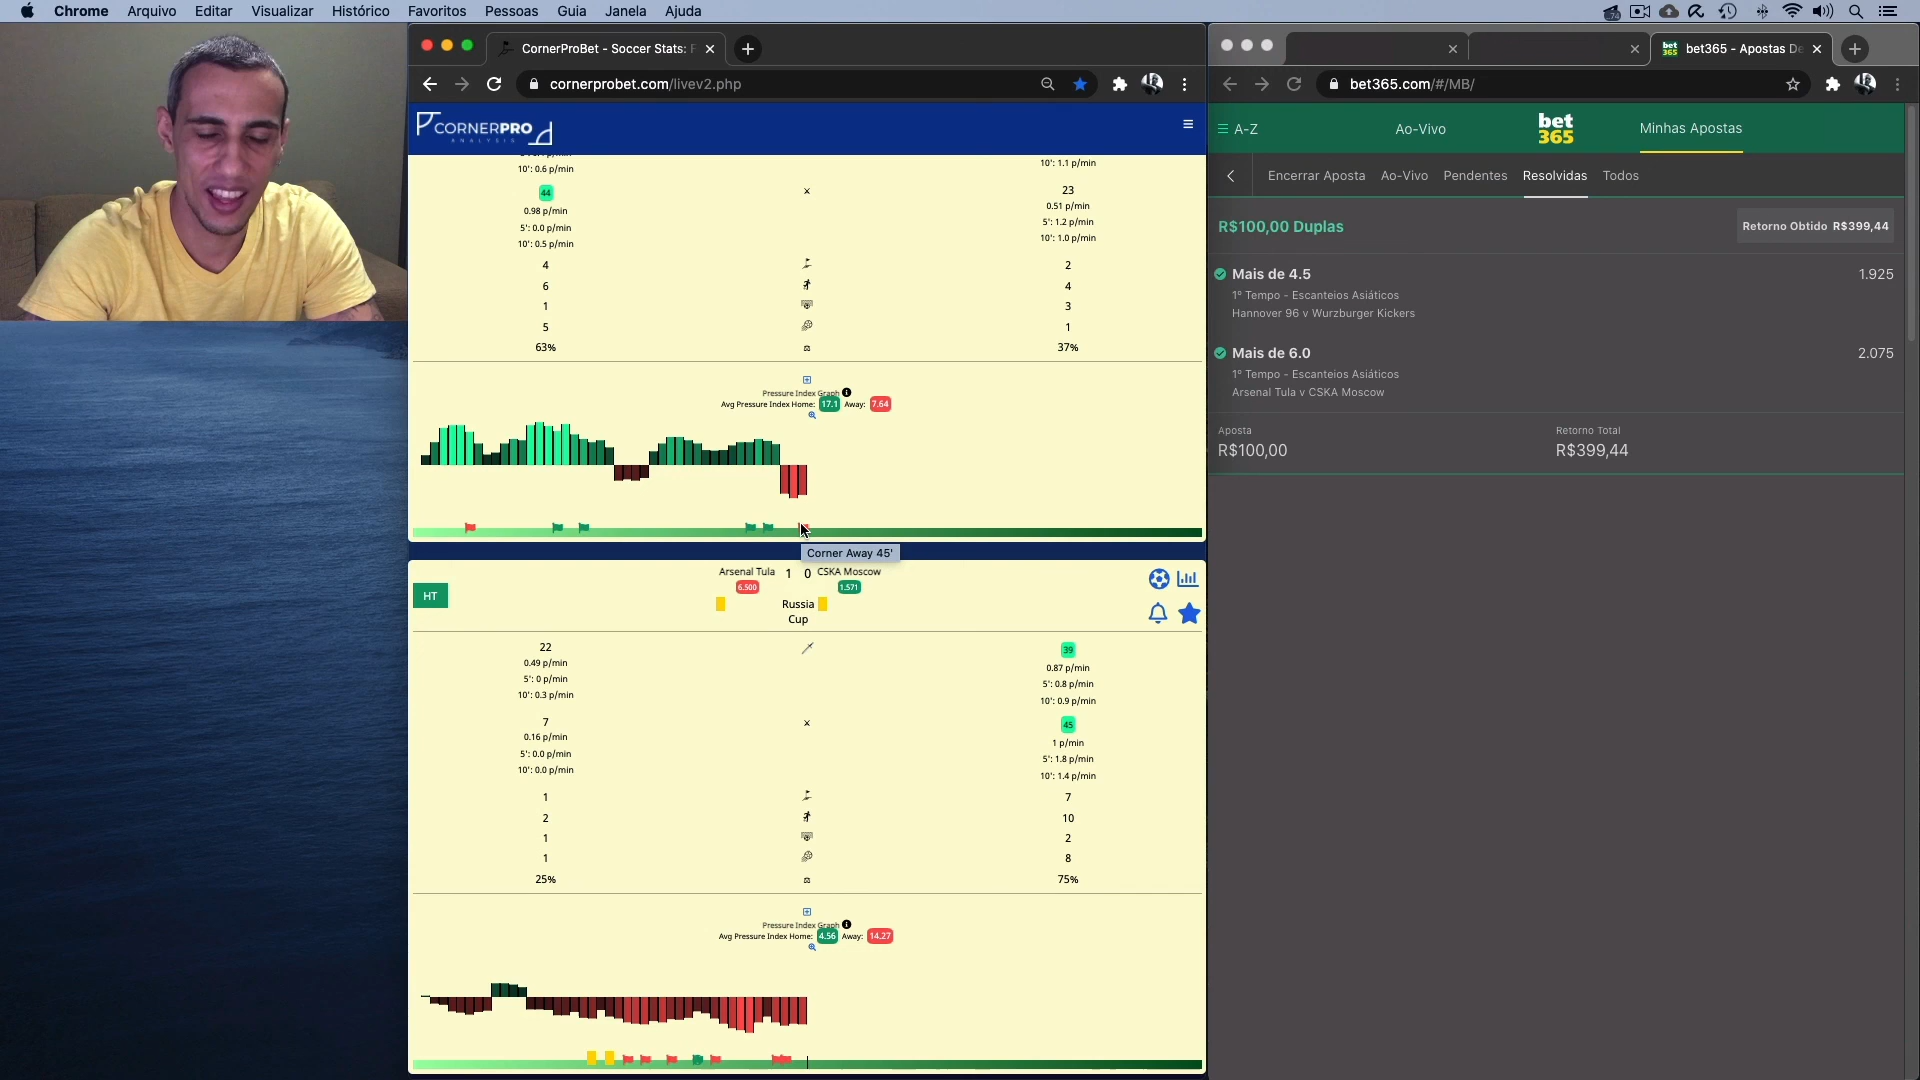 Chrome Arquivo Editar Visualizar Histórico Favoritos Pessoas Guia Janela Ajuda
CornerProBet - Soccer Stats:
cornerprobet.com/livev2.php
CORNERPRO
ANALYSIS
10': 0.6 p/min
10': 1.1 p/min
44
23
0.98 p/min
0.51 p/min
5': 0.0 p/min
5': 1.2 p/min
10': 0.5 p/min
10': 1.0 p/min
4 2
6 4
1 3
5 1
63% 37%
Pressure Index Graph
Avg Pressure Index Home: 17.1 Away: 7.64
Corner Away 45'
HT
Arsenal Tula 1 0 CSKA Moscow
6.500 1.571
Russia
Cup
22 39
0.49 p/min 0.87 p/min
5': 0 p/min 5': 0.8 p/min
10': 0.3 p/min 10': 0.9 p/min
7 45
0.16 p/min 1 p/min
5': 0.0 p/min 5': 1.8 p/min
10': 0.0 p/min 10': 1.4 p/min
1 7
2 10
1 2
1 8
25% 75%
Pressure Index Graph
Avg Pressure Index Home: 4.56 Away: 14.27
bet365 - Apostas De
bet365.com/#/MB/
A-Z Ao-Vivo bet365 Minhas Apostas
Encerrar Aposta Ao-Vivo Pendentes Resolvidas Todos
R$100,00 Duplas Retorno Obtido R$399,44
Mais de 4.5 1.925
1º Tempo - Escanteios Asiáticos
Hannover 96 v Wurzburger Kickers
Mais de 6.0 2.075
1º Tempo - Escanteios Asiáticos
Arsenal Tula v CSKA Moscow
Aposta Retorno Total
R$100,00 R$399,44